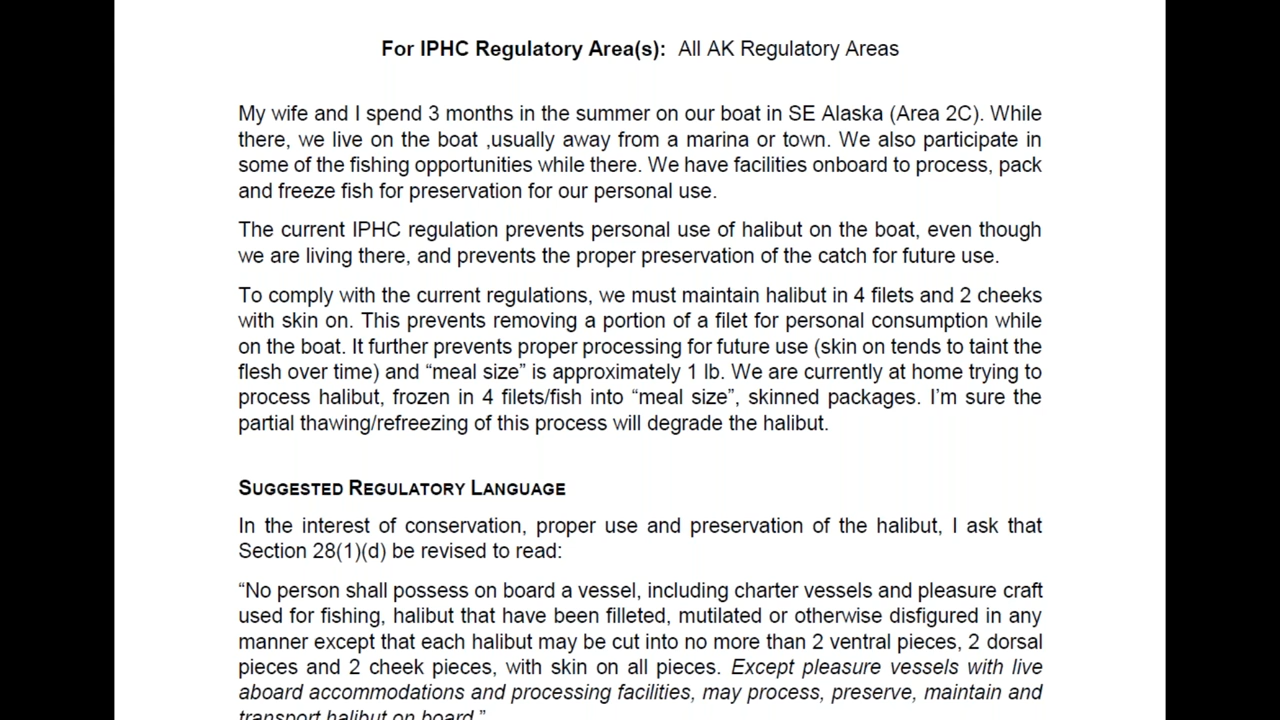 For IPHC Regulatory Area(s): All AK Regulatory Areas
My wife and I spend 3 months in the summer on our boat in SE Alaska (Area 2C). While
there, we live on the boat ,usually away from a marina or town. We also participate in
some of the fishing opportunities while there. We have facilities onboard to process, pack
and freeze fish for preservation for our personal use.
The current IPHC regulation prevents personal use of halibut on the boat, even though
we are living there, and prevents the proper preservation of the catch for future use.
To comply with the current regulations, we must maintain halibut in 4 filets and 2 cheeks
with skin on. This prevents removing a portion of a filet for personal consumption while
on the boat. It further prevents proper processing for future use (skin on tends to taint the
flesh over time) and “meal size” is approximately 1 lb. We are currently at home trying to
process halibut, frozen in 4 filets/fish into “meal size”, skinned packages. I’m sure the
partial thawing/refreezing of this process will degrade the halibut.
SUGGESTED REGULATORY LANGUAGE
In the interest of conservation, proper use and preservation of the halibut, I ask that
Section 28(1)(d) be revised to read:
“No person shall possess on board a vessel, including charter vessels and pleasure craft
used for fishing, halibut that have been filleted, mutilated or otherwise disfigured in any
manner except that each halibut may be cut into no more than 2 ventral pieces, 2 dorsal
pieces and 2 cheek pieces, with skin on all pieces. Except pleasure vessels with live
aboard accommodations and processing facilities, may process, preserve, maintain and
transport halibut on board.”